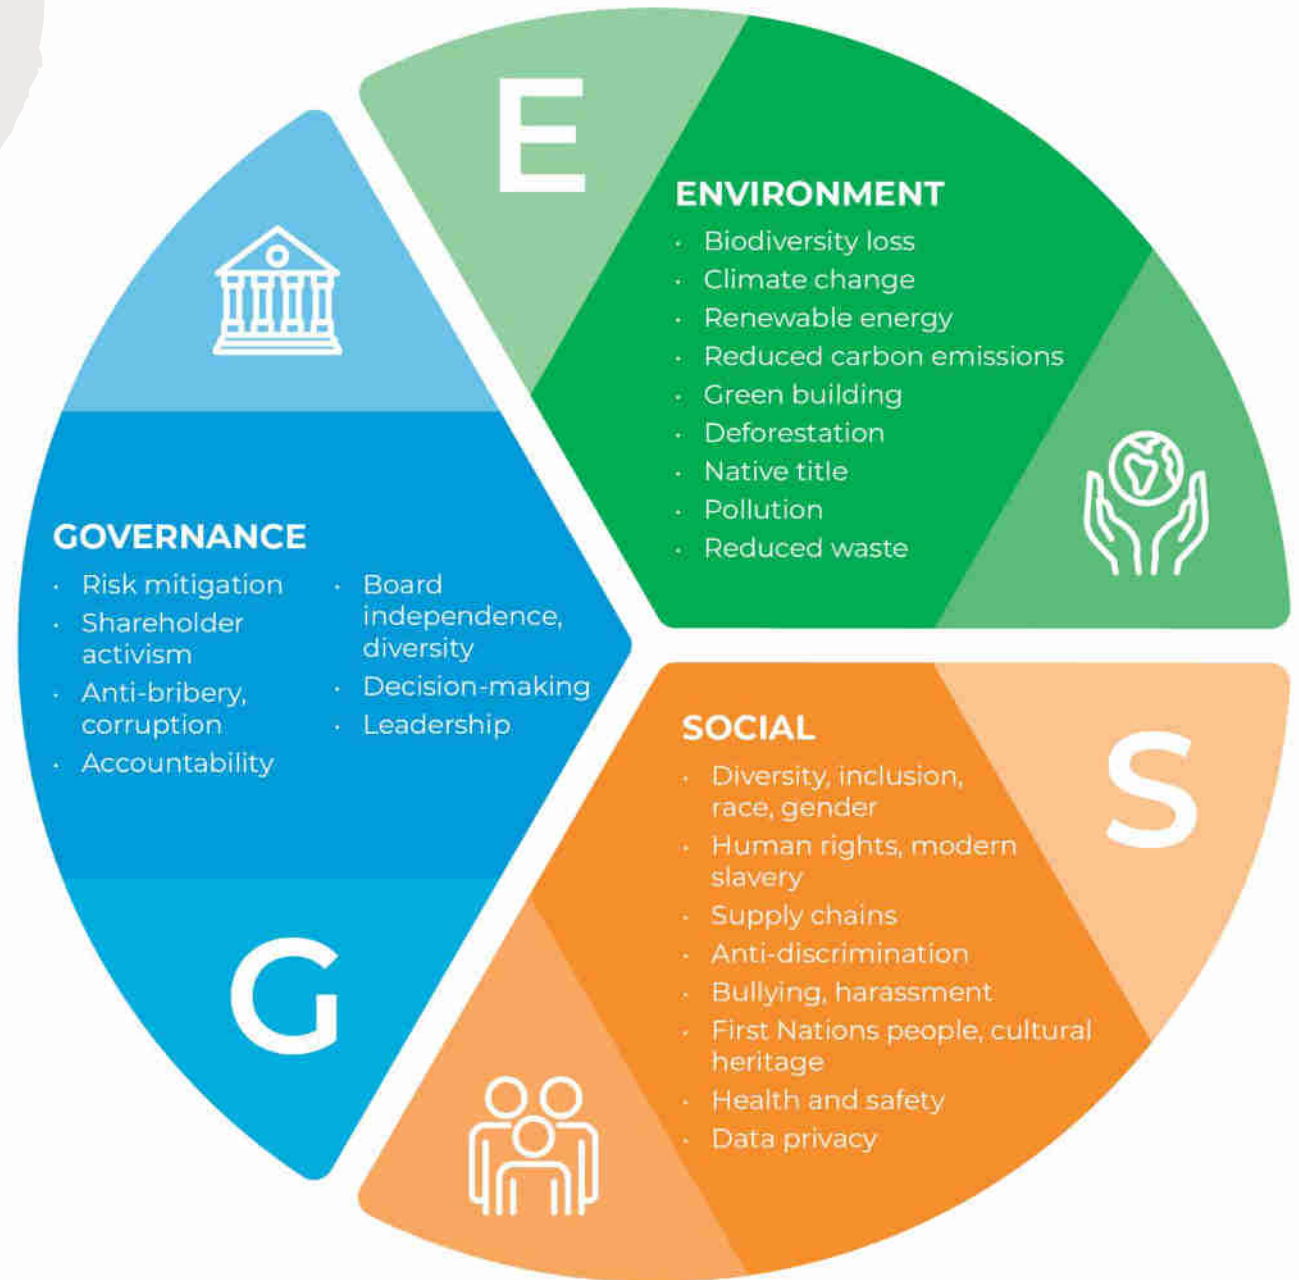 E
ENVIRONMENT
· Biodiversity loss
· Climate change
· Renewable energy
· Reduced carbon emissions
· Green building
· Deforestation
· Native title
· Pollution
· Reduced waste
GOVERNANCE
· Risk mitigation
· Shareholder
activism
· Anti-bribery,
corruption
· Accountability
· Board
independence,
diversity
· Decision-making
· Leadership
G
SOCIAL
· Diversity, inclusion,
race, gender
· Human rights, modern
slavery
· Supply chains
· Anti-discrimination
· Bullying, harassment
· First Nations people, cultural
heritage
· Health and safety
· Data privacy
S